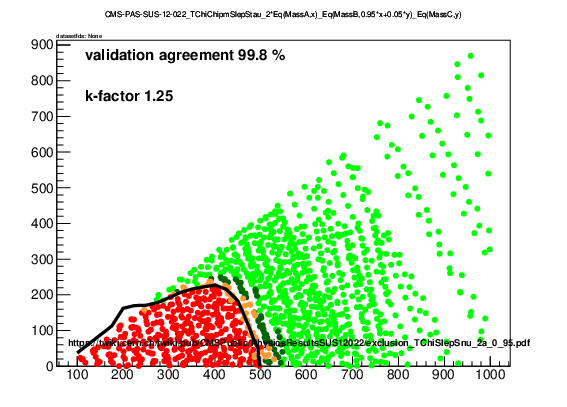 CMS-PAS-SUS-12-022_TChiChipmSlepStau_2*Eq(MassA,x)_Eq(MassB,0.95*x+0.05*y)_Eq(MassC,y)
datasetIds: None
900
validation agreement 99.8 %
800
k-factor 1.25
700
600
500
400
300
200
100
https://twiki.cern.ch/twiki/pub/CMSPublic/PhysicsResultsSUS12022/exclusion_TChiSlepSnu_2a_0_95.pdf
0
100 200 300 400 500 600 700 800 900 1000